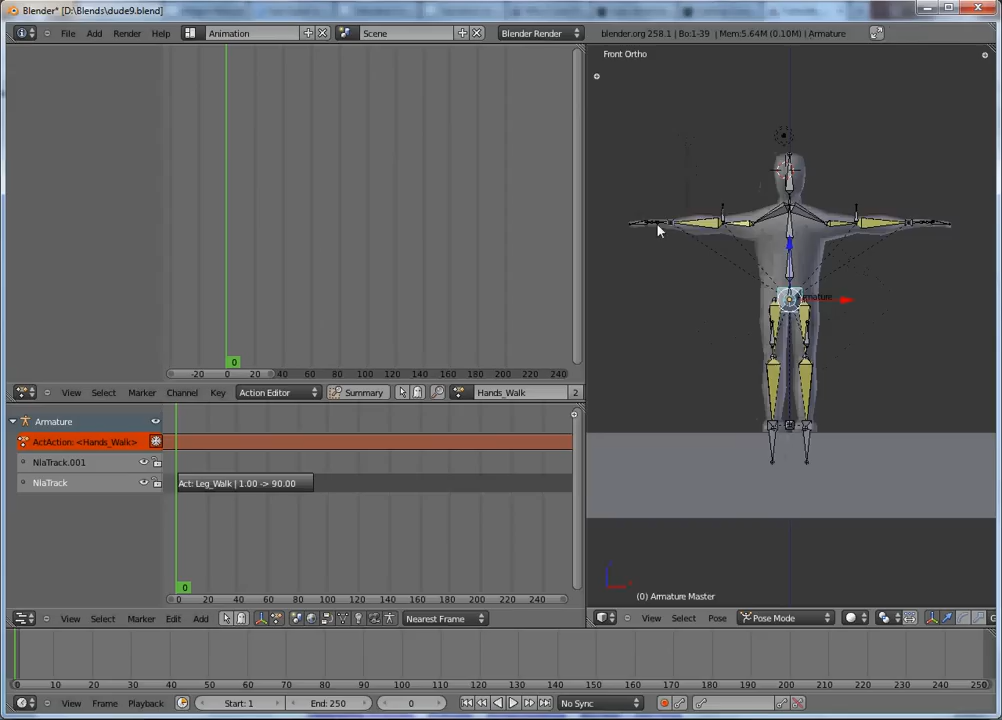 Blender* [D:\Blends\dude9.blend]
File Add Render Help Animation Scene Blender Render blender.org 258.1 | Bo:1-39 | Mem:5.64M (0.10M) | Armature
Front Ortho
Armature
0
-20 0 20 40 60 80 100 120 140 160 180 200 220 240
View Select Marker Channel Key Action Editor Summary Hands_Walk 2
Armature
ActAction: <Hands_Walk>
NlaTrack.001
NlaTrack Act: Leg_Walk | 1.00 -> 90.00
0
0 20 40 60 80 100 120 140 160 180 200 220 240
(0) Armature Master
View Select Marker Edit Add Nearest Frame
View Select Pose Pose Mode
0 10 20 30 40 50 60 70 80 90 100 110 120 130 140 150 160 170 180 190 200 210 220 230 240 250
View Frame Playback Start: 1 End: 250 0 No Sync